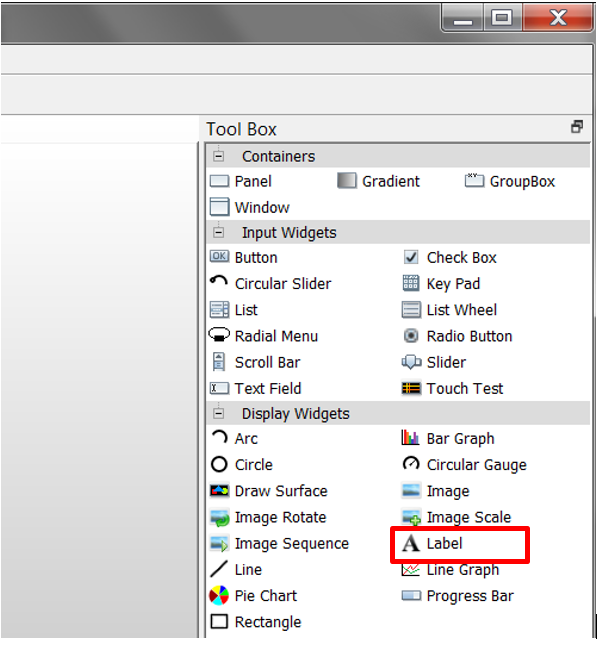 Tool Box
Containers
Panel Gradient GroupBox
Window
Input Widgets
OK Button Check Box
Circular Slider Key Pad
List List Wheel
Radial Menu Radio Button
Scroll Bar Slider
Text Field Touch Test
Display Widgets
Arc Bar Graph
Circle Circular Gauge
Draw Surface Image
Image Rotate Image Scale
Image Sequence A Label
Line Line Graph
Pie Chart Progress Bar
Rectangle